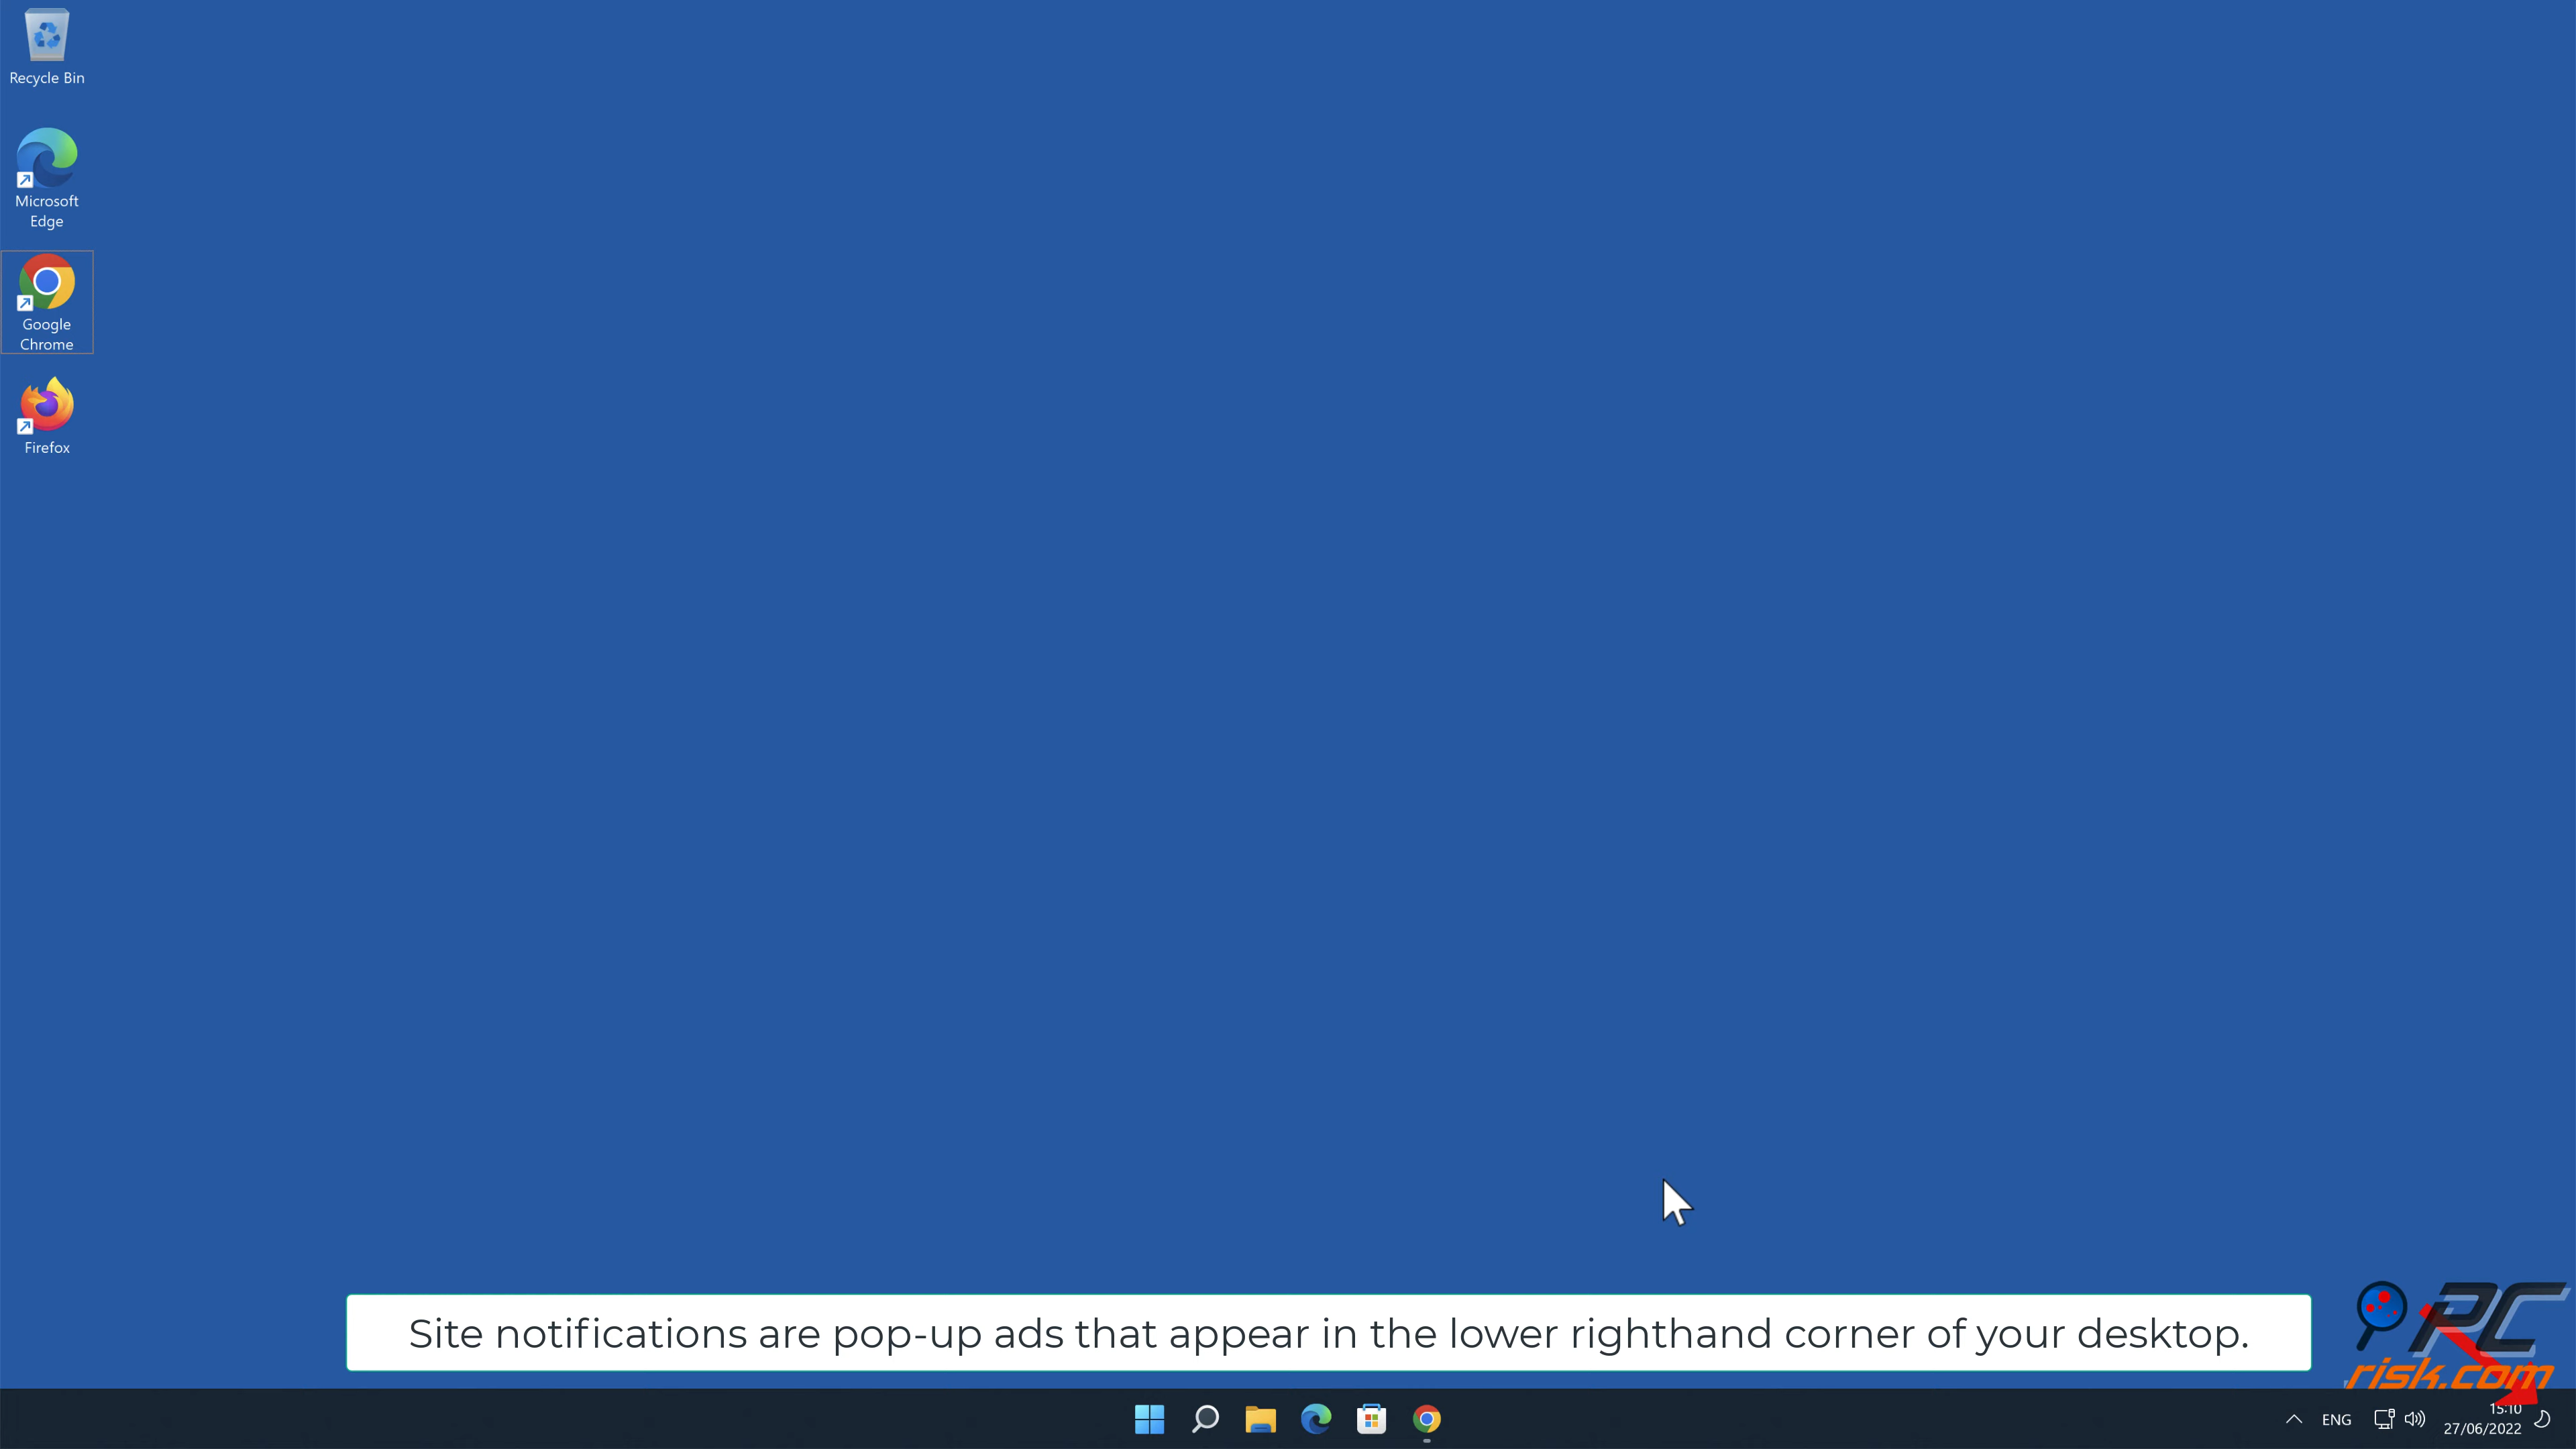 Recycle Bin
Microsoft
Edge
Google
Chrome
Firefox
Site notifications are pop-up ads that appear in the lower righthand corner of your desktop.
PC
risk.com
ENG
15:10
27/06/2022